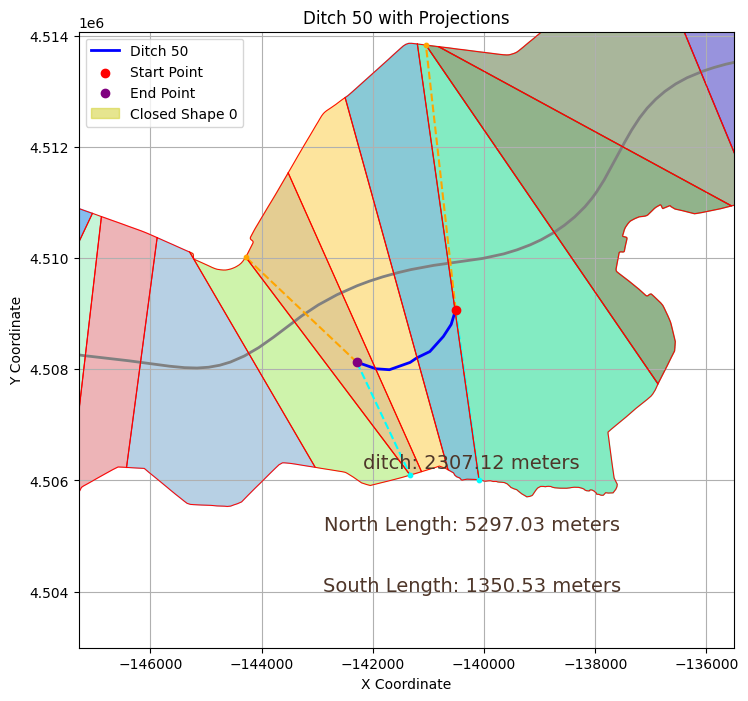 Ditch 50 with Projections
1e6
Ditch 50
Start Point
End Point
Closed Shape 0
4.514
4.512
4.510
4.508
4.506
4.504
Y Coordinate
ditch: 2307.12 meters
North Length: 5297.03 meters
South Length: 1350.53 meters
−146000 −144000 −142000 −140000 −138000 −136000
X Coordinate